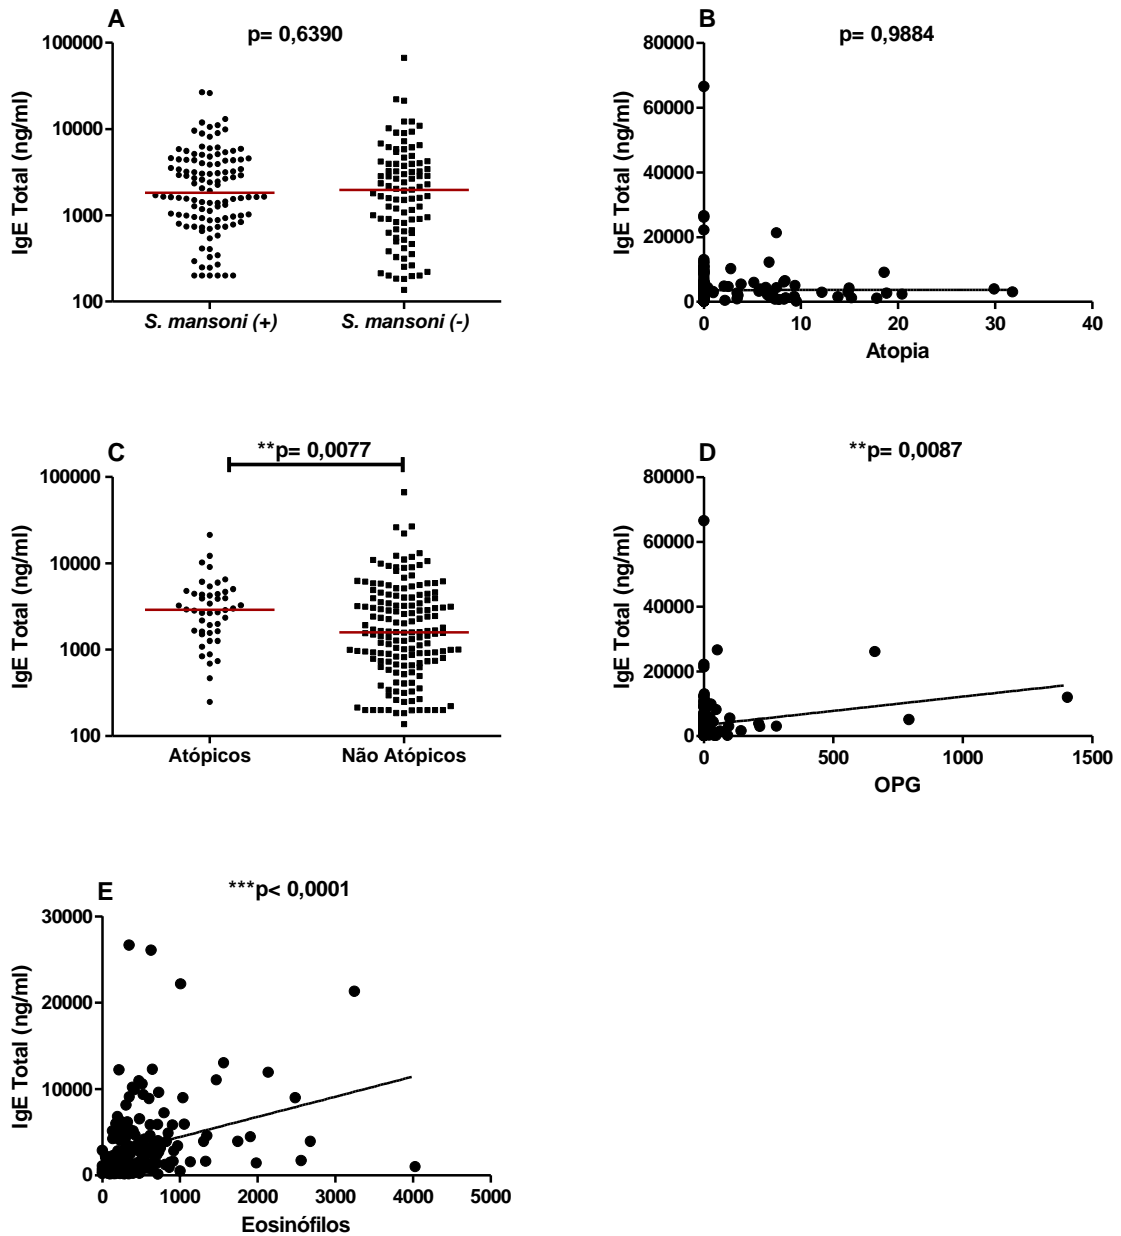 A
p= 0,6390
IgE Total (ng/ml)
100000
10000
1000
100
S. mansoni (+)
S. mansoni (-)
B
p= 0,9884
IgE Total (ng/ml)
80000
60000
40000
20000
0
0
10
20
30
40
Atopia
C
**p= 0,0077
IgE Total (ng/ml)
100000
10000
1000
100
Atópicos
Não Atópicos
D
**p= 0,0087
IgE Total (ng/ml)
80000
60000
40000
20000
0
0
500
1000
1500
OPG
E
***p< 0,0001
IgE Total (ng/ml)
30000
20000
10000
0
0
1000
2000
3000
4000
5000
Eosinófilos